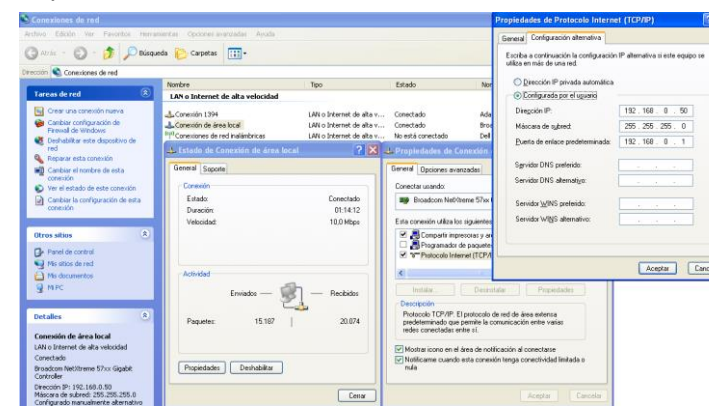 Conexiones de red
Archivo Edición Ver Favoritos Herramientas Opciones avanzadas Ayuda
Atrás Búsqueda Carpetas
Dirección Conexiones de red
Tareas de red
Crear una conexión nueva
Cambiar configuración de
Firewall de Windows
Deshabilitar este dispositivo de
red
Reparar esta conexión
Cambiar el nombre de esta
conexión
Ver el estado de esta conexión
Cambiar la configuración de esta
conexión
Otros sitios
Panel de control
Mis sitios de red
Mis documentos
Mi PC
Detalles
Conexión de área local
LAN o Internet de alta velocidad
Conectado
Broadcom NetXtreme 57xx Gigabit
Controller
Dirección IP: 192.168.0.50
Máscara de subred: 255.255.255.0
Configurado manualmente alternativo
Nombre Tipo Estado Nor
LAN o Internet de alta velocidad
Conexión 1394 LAN o Internet de alta v... Conectado Ada
Conexión de área local LAN o Internet de alta v... Conectado Broa
Conexiones de red inalámbricas LAN o Internet de alta v... No está conectado Dell
Estado de Conexión de área local
General Soporte
Conexión
Estado: Conectado
Duración: 01:14:12
Velocidad: 10,0 Mbps
Actividad
Enviados Recibidos
Paquetes: 15.187 20.874
Propiedades Deshabilitar
Cerrar
Propiedades de Conexión
General Opciones avanzadas
Conectar usando:
Broadcom NetXtreme 57xx
Esta conexión utiliza los siguientes
Compartir impresoras y ar
Programador de paquete
Protocolo Internet (TCP/I
Instalar... Desinstalar Propiedades
Descripción
Protocolo TCP/IP. El protocolo de red de área extensa
predeterminado que permite la comunicación entre varias
redes conectadas entre sí.
Mostrar icono en el área de notificación al conectarse
Notificarme cuando esta conexión tenga conectividad limitada o
nula
Aceptar Cancelar
Propiedades de Protocolo Internet (TCP/IP)
General Configuración alternativa
Escriba a continuación la configuración IP alternativa si este equipo se
utiliza en más de una red.
Dirección IP privada automática
Configurada por el usuario
Dirección IP: 192 . 168 . 0 . 50
Máscara de subred: 255 . 255 . 255 . 0
Puerta de enlace predeterminada: 192 . 168 . 0 . 1
Servidor DNS preferido:
Servidor DNS alternativo:
Servidor WINS preferido:
Servidor WINS alternativo:
Aceptar Canc